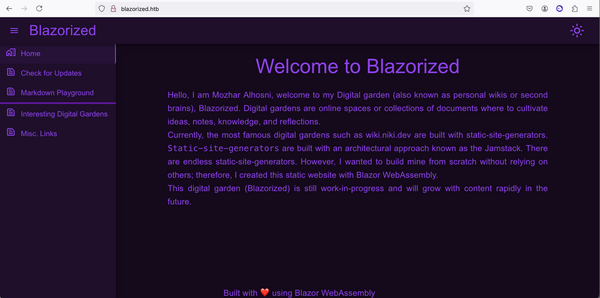 blazorized.htb
Blazorized
Home
Check for Updates
Markdown Playground
Interesting Digital Gardens
Misc. Links
Welcome to Blazorized
Hello, I am Mozhar Alhosni, welcome to my Digital garden (also known as personal wikis or second
brains), Blazorized. Digital gardens are online spaces or collections of documents where to cultivate
ideas, notes, knowledge, and reflections.
Currently, the most famous digital gardens such as wiki.niki.dev are built with static-site-generators.
Static-site-generators are built with an architectural approach known as the Jamstack. There
are endless static-site-generators. However, I wanted to build mine from scratch without relying on
others; therefore, I created this static website with Blazor WebAssembly.
This digital garden (Blazorized) is still work-in-progress and will grow with content rapidly in the
future.
Built with ❤️ using Blazor WebAssembly